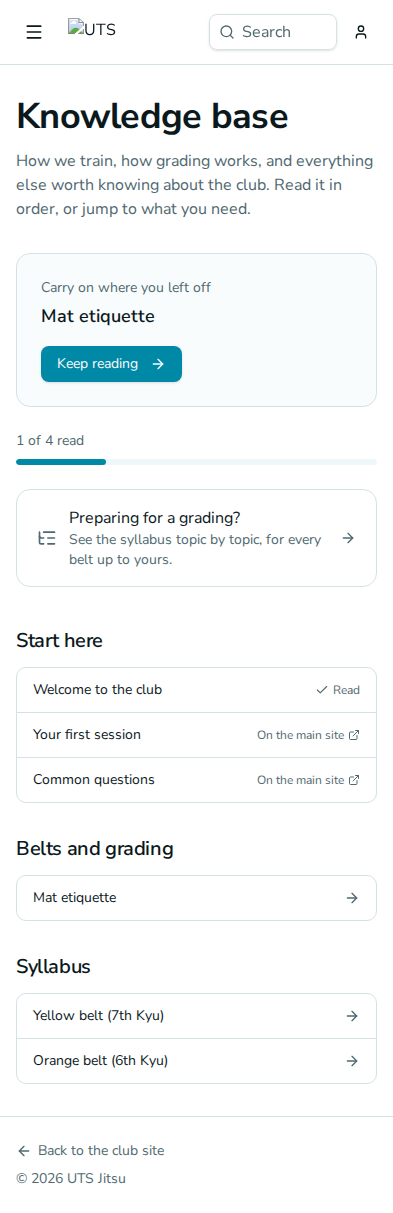 UTS
Search
Knowledge base
How we train, how grading works, and everything
else worth knowing about the club. Read it in
order, or jump to what you need.
Carry on where you left off
Mat etiquette
Keep reading
1 of 4 read
Preparing for a grading?
See the syllabus topic by topic, for every
belt up to yours.
Start here
Welcome to the club
Read
Your first session
On the main site
Common questions
On the main site
Belts and grading
Mat etiquette
Syllabus
Yellow belt (7th Kyu)
Orange belt (6th Kyu)
Back to the club site
© 2026 UTS Jitsu